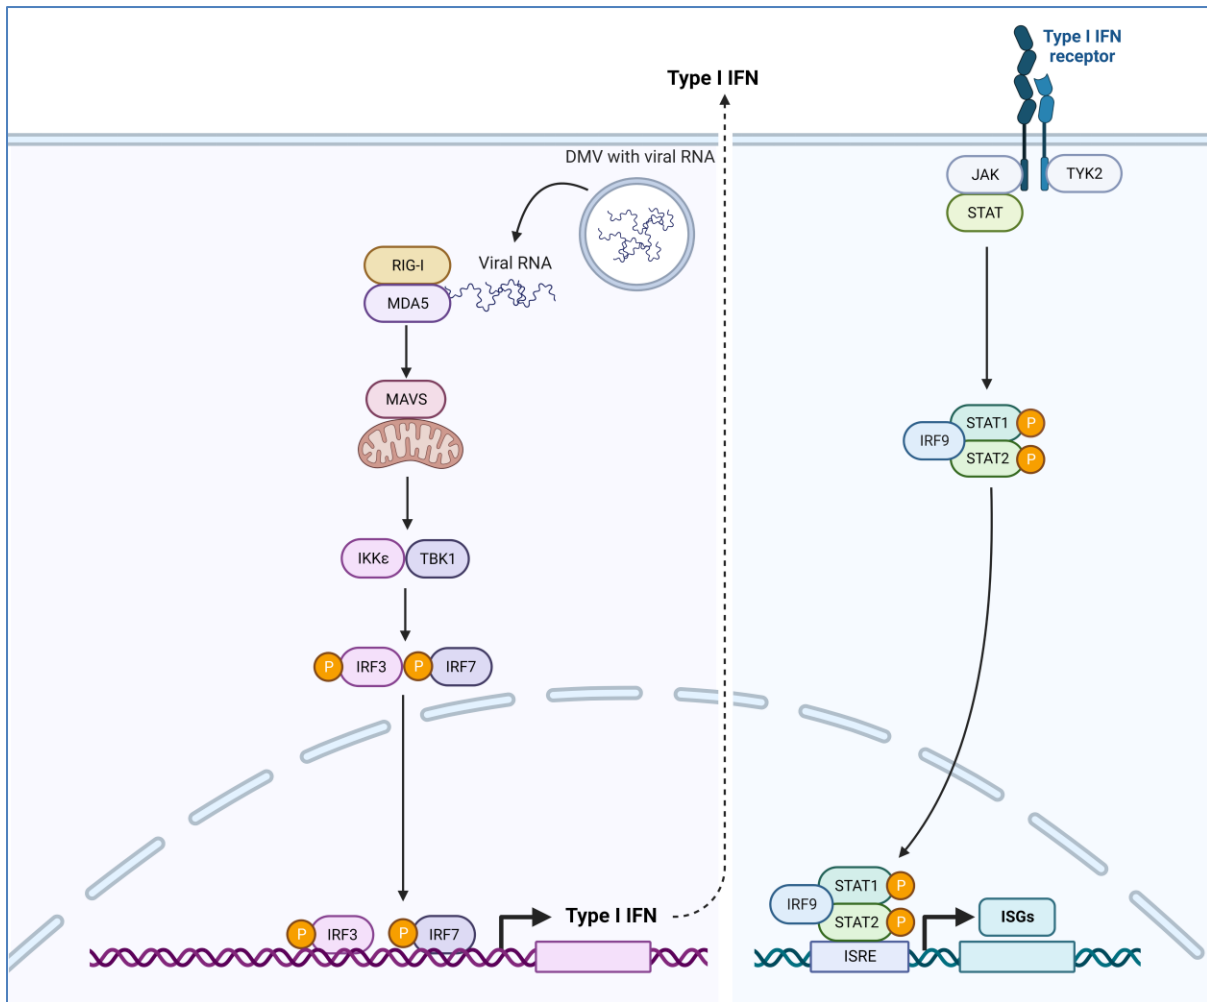 Type I IFN
receptor
Type I IFN
DMV with viral RNA
JAK
TYK2
STAT
RIG-I
Viral RNA
MDA5
MAVS
STAT1
P
IRF9
STAT2
P
IKKε
TBK1
P
IRF3
P
IRF7
STAT1
P
IRF9
STAT2
P
ISGs
Type I IFN
P
IRF3
P
IRF7
ISRE